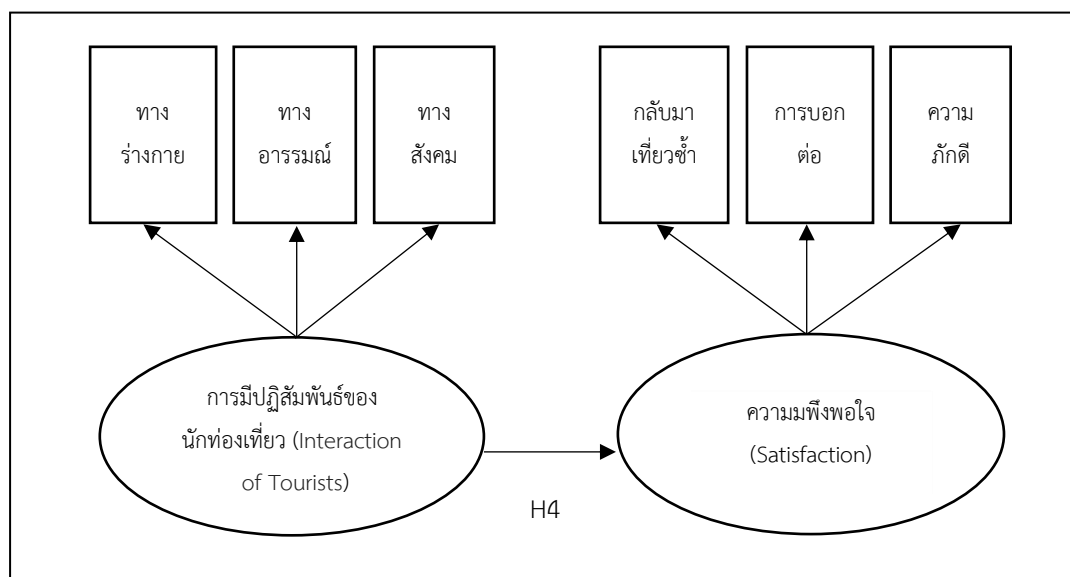 ทาง
ร่างกาย
ทาง
อารรมณ์
ทาง
สังคม
กลับมา
เที่ยวซ้ำ
การบอก
ต่อ
ความ
ภักดี
การมีปฏิสัมพันธ์ของ
นักท่องเที่ยว (Interaction
of Tourists)
ความมพึงพอใจ
(Satisfaction)
H4